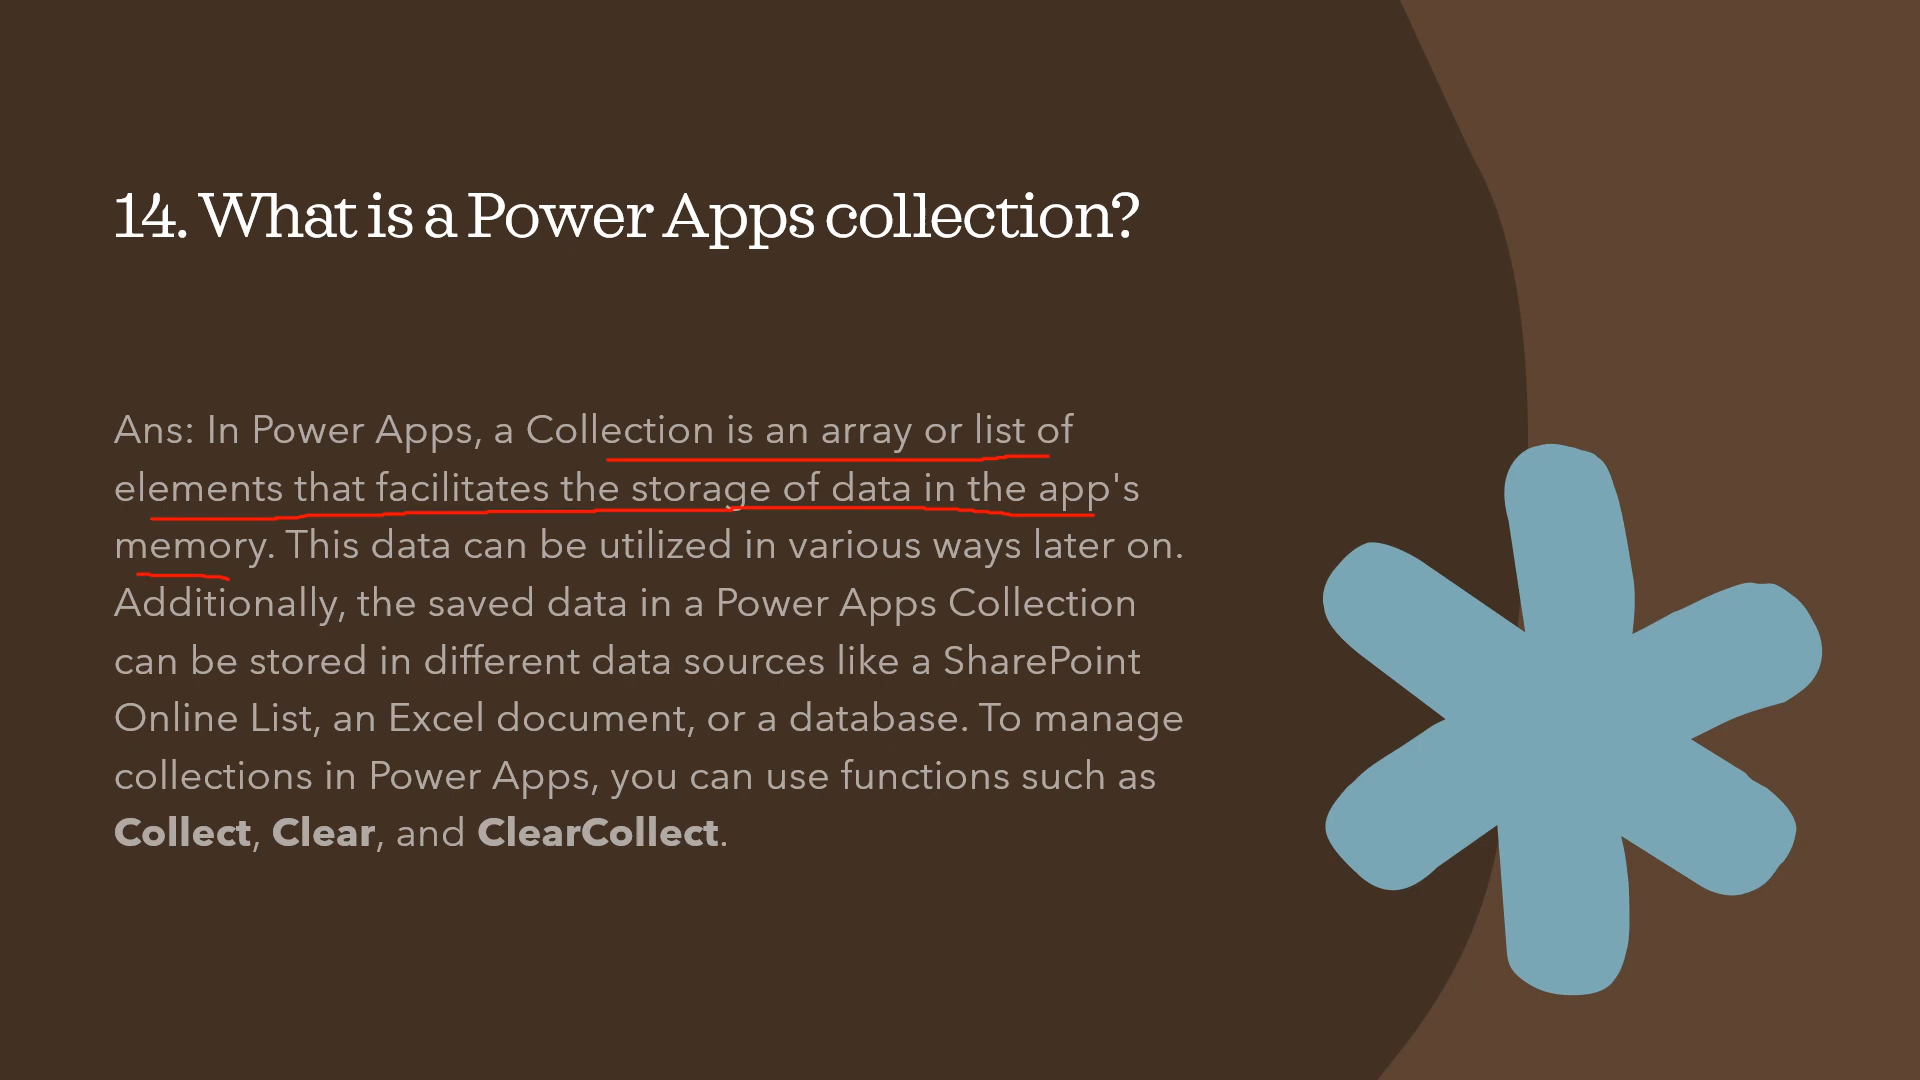 14. What is a Power Apps collection?
Ans: In Power Apps, a Collection is an array or list of
elements that facilitates the storage of data in the app's
memory. This data can be utilized in various ways later on.
Additionally, the saved data in a Power Apps Collection
can be stored in different data sources like a SharePoint
Online List, an Excel document, or a database. To manage
collections in Power Apps, you can use functions such as
Collect, Clear, and ClearCollect.